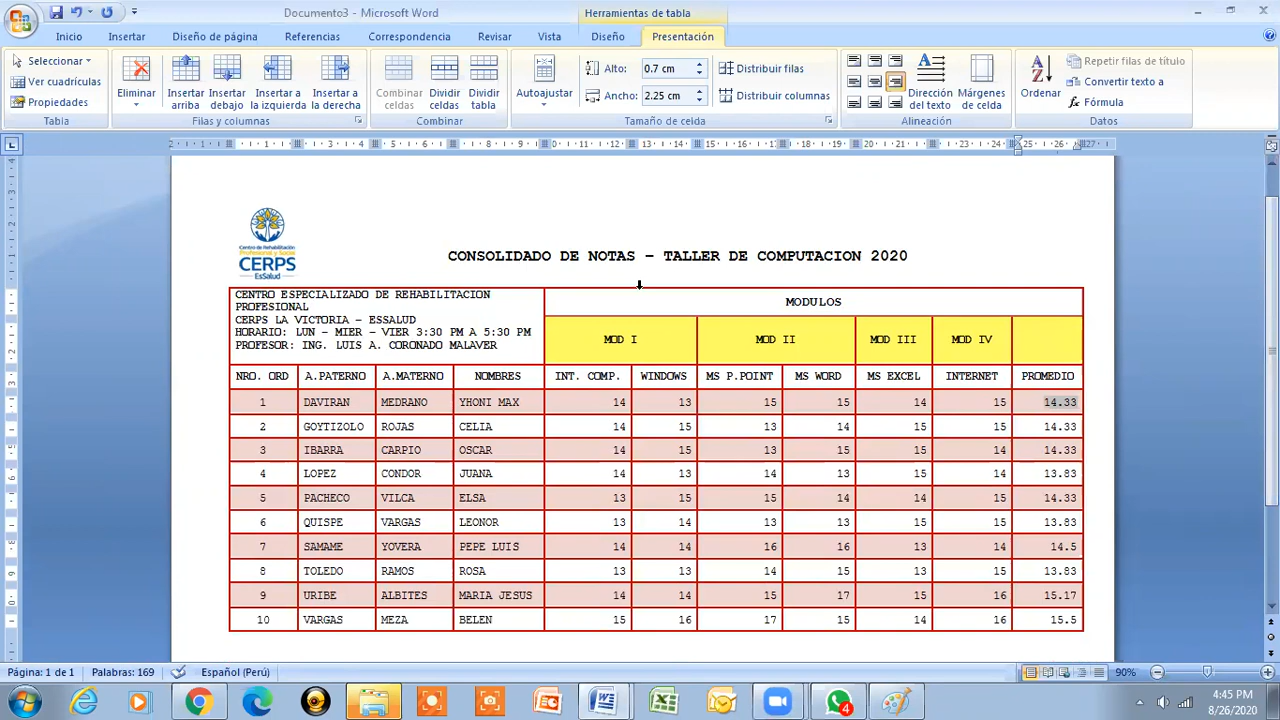 Documento3 - Microsoft Word
Herramientas de tabla
Inicio Insertar Diseño de página Referencias Correspondencia Revisar Vista Diseño Presentación
Seleccionar
Ver cuadrículas
Propiedades
Tabla
Eliminar
Insertar arriba
Insertar debajo
Insertar a la izquierda
Insertar a la derecha
Filas y columnas
Combinar celdas
Dividir celdas
Dividir tabla
Combinar
Autoajustar
Alto: 0.7 cm
Ancho: 2.25 cm
Distribuir filas
Distribuir columnas
Tamaño de celda
Dirección del texto
Márgenes de celda
Alineación
Ordenar
Repetir filas de título
Convertir texto a
Fórmula
Datos
Centro de Rehabilitación
Profesional y Social
CERPS
EsSalud
CONSOLIDADO DE NOTAS – TALLER DE COMPUTACION 2020
CENTRO ESPECIALIZADO DE REHABILITACION
PROFESIONAL
CERPS LA VICTORIA – ESSALUD
HORARIO: LUN – MIER – VIER 3:30 PM A 5:30 PM
PROFESOR: ING. LUIS A. CORONADO MALAVER
MODULOS
MOD I MOD II MOD III MOD IV
NRO. ORD A.PATERNO A.MATERNO NOMBRES INT. COMP. WINDOWS MS P.POINT MS WORD MS EXCEL INTERNET PROMEDIO
1 DAVIRAN MEDRANO YHONI MAX 14 13 15 15 14 15 14.33
2 GOYTIZOLO ROJAS CELIA 14 15 13 14 15 15 14.33
3 IBARRA CARPIO OSCAR 14 15 13 15 15 14 14.33
4 LOPEZ CONDOR JUANA 14 13 14 13 15 14 13.83
5 PACHECO VILCA ELSA 13 15 15 14 14 15 14.33
6 QUISPE VARGAS LEONOR 13 14 13 13 15 15 13.83
7 SAMAME YOVERA PEPE LUIS 14 14 16 16 13 14 14.5
8 TOLEDO RAMOS ROSA 13 13 14 15 13 15 13.83
9 URIBE ALBITES MARIA JESUS 14 14 15 17 15 16 15.17
10 VARGAS MEZA BELEN 15 16 17 15 14 16 15.5
Página: 1 de 1 Palabras: 169 Español (Perú) 90%
4
4:45 PM
8/26/2020